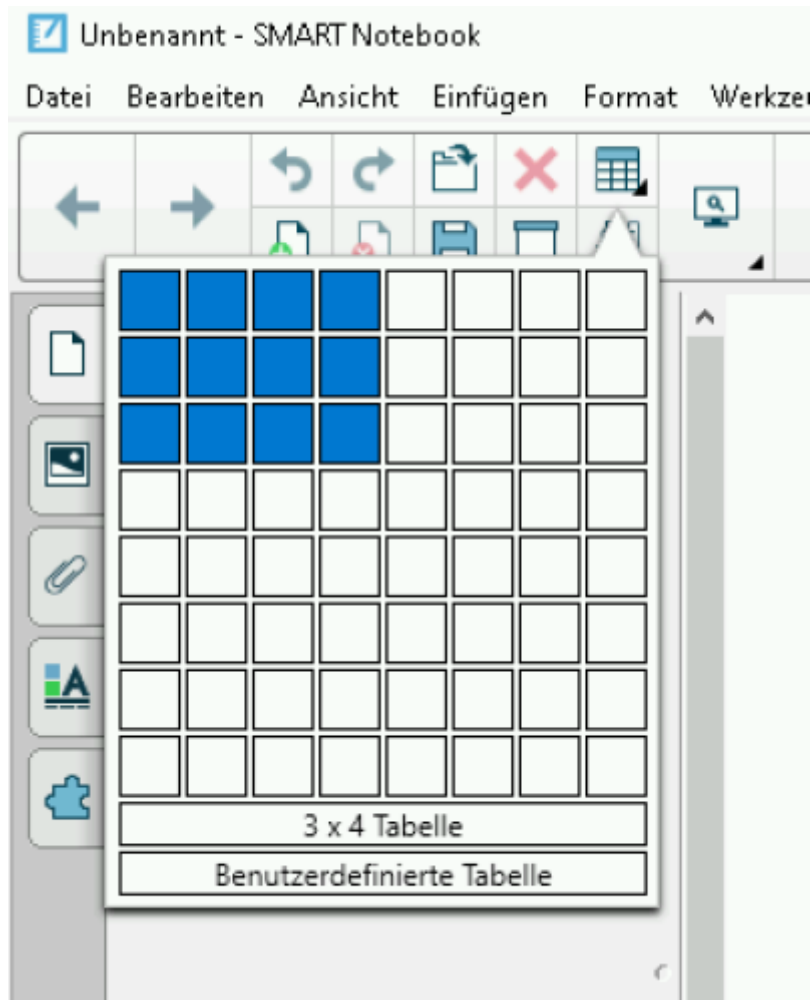 Unbenannt - SMART Notebook
Datei Bearbeiten Ansicht Einfügen Format
3 x 4 Tabelle
Benutzerdefinierte Tabelle